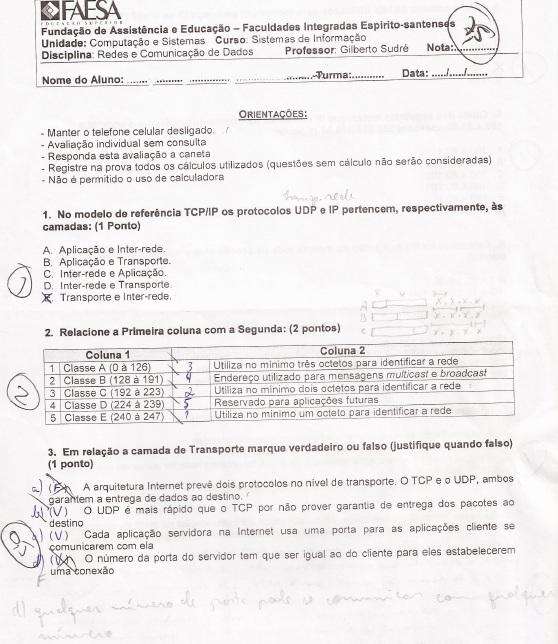 FAESA
EDUCAÇÃO SUPERIOR
Fundação de Assistência e Educação – Faculdades Integradas Espirito-santenses
Unidade: Computação e Sistemas Curso: Sistemas de Informação
Disciplina: Redes e Comunicação de Dados Professor: Gilberto Sudré Nota:..............
Nome do Aluno: ....... ......... ............. ......... ............Turma:........... Data: ...../...../......
ORIENTAÇÕES:
- Manter o telefone celular desligado.
- Avaliação individual sem consulta
- Responda esta avaliação a caneta
- Registre na prova todos os cálculos utilizados (questões sem cálculo não serão consideradas)
- Não é permitido o uso de calculadora
transp. rede
1. No modelo de referência TCP/IP os protocolos UDP e IP pertencem, respectivamente, às
camadas: (1 Ponto)
A. Aplicação e Inter-rede.
B. Aplicação e Transporte.
C. Inter-rede e Aplicação.
D. Inter-rede e Transporte.
Transporte e Inter-rede.
1
A
B
C
x.x.x.x
x.x.x.x
x.x.x.x
2. Relacione a Primeira coluna com a Segunda: (2 pontos)
Coluna 1 Coluna 2
1 Classe A (0 à 126) 3 Utiliza no mínimo três octetos para identificar a rede
2 Classe B (128 à 191) 4 Endereço utilizado para mensagens multicast e broadcast
3 Classe C (192 à 223) 2 Utiliza no mínimo dois octetos para identificar a rede
4 Classe D (224 à 239) 5 Reservado para aplicações futuras
5 Classe E (240 à 247) 1 Utiliza no mínimo um octeto para identificar a rede
2
3. Em relação a camada de Transporte marque verdadeiro ou falso (justifique quando falso)
(1 ponto)
a) (F) A arquitetura Internet prevê dois protocolos no nível de transporte. O TCP e o UDP, ambos
garantem a entrega de dados ao destino.
b) (V) O UDP é mais rápido que o TCP por não prover garantia de entrega dos pacotes ao
destino
(V) Cada aplicação servidora na Internet usa uma porta para as aplicações cliente se
comunicarem com ela
d) O número da porta do servidor tem que ser igual ao do cliente para eles estabelecerem
F uma conexão
0,5
d) qualquer número de porta pode se comunicar com qualquer
número